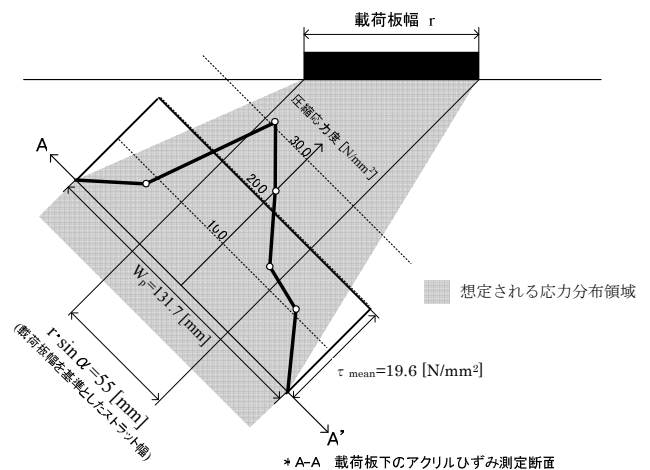 載荷板幅 r
圧縮応力度 [N/mm²]
30.0
20.0
10.0
A
Wp=131.7 [mm]
想定される応力分布領域
r・sinα=55 [mm]
(載荷板幅を基準としたストラット幅)
τ mean=19.6 [N/mm²]
A'
*A-A 載荷板下のアクリルひずみ測定断面